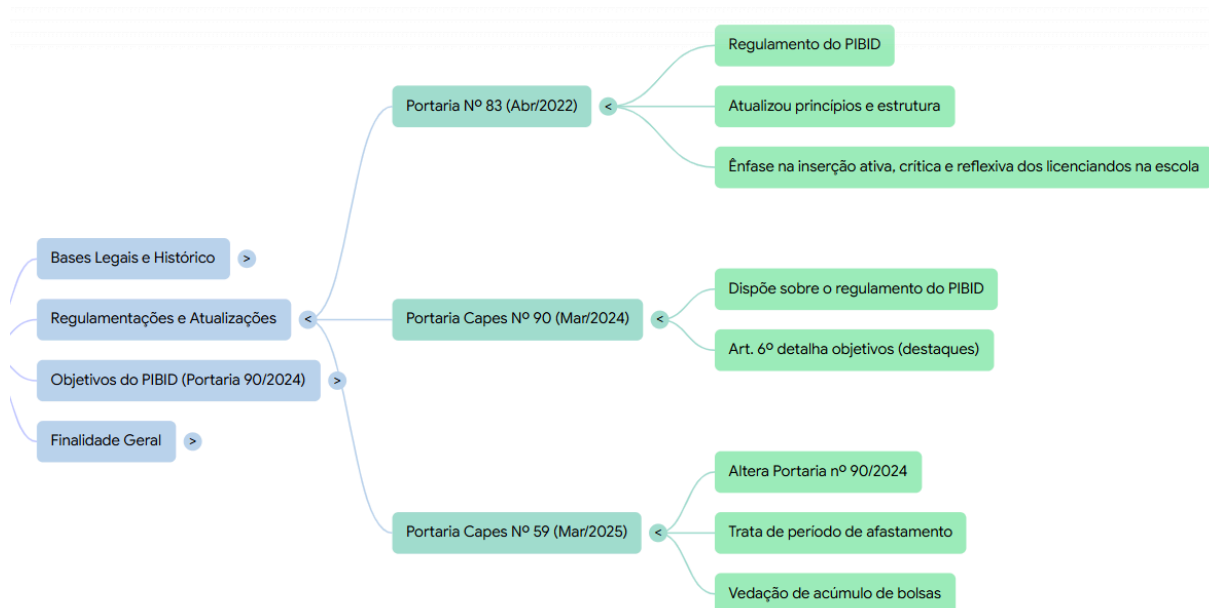 Bases Legais e Histórico >
Regulamentações e Atualizações <
Objetivos do PIBID (Portaria 90/2024) >
Finalidade Geral >
Portaria Nº 83 (Abr/2022) <
Regulamento do PIBID
Atualizou princípios e estrutura
Ênfase na inserção ativa, crítica e reflexiva dos licenciandos na escola
Portaria Capes Nº 90 (Mar/2024) <
Dispõe sobre o regulamento do PIBID
Art. 6º detalha objetivos (destaques)
Portaria Capes Nº 59 (Mar/2025) <
Altera Portaria nº 90/2024
Trata de período de afastamento
Vedação de acúmulo de bolsas